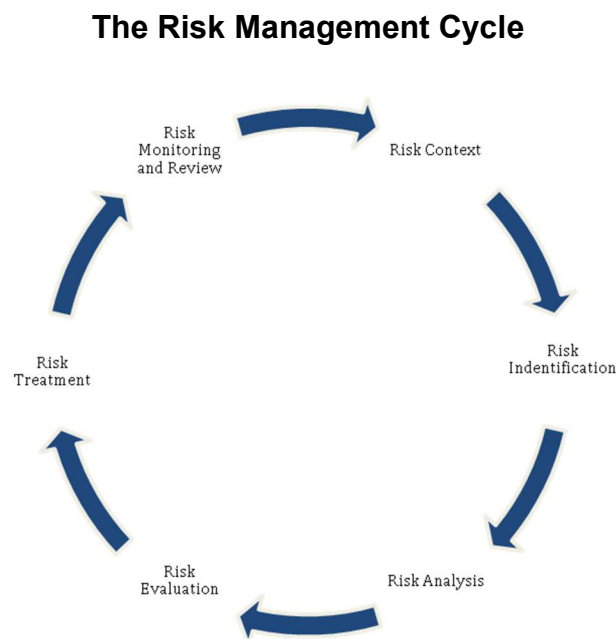 The Risk Management Cycle
Risk
Monitoring
and Review
Risk Context
Risk
Indentification
Risk Analysis
Risk
Evaluation
Risk
Treatment